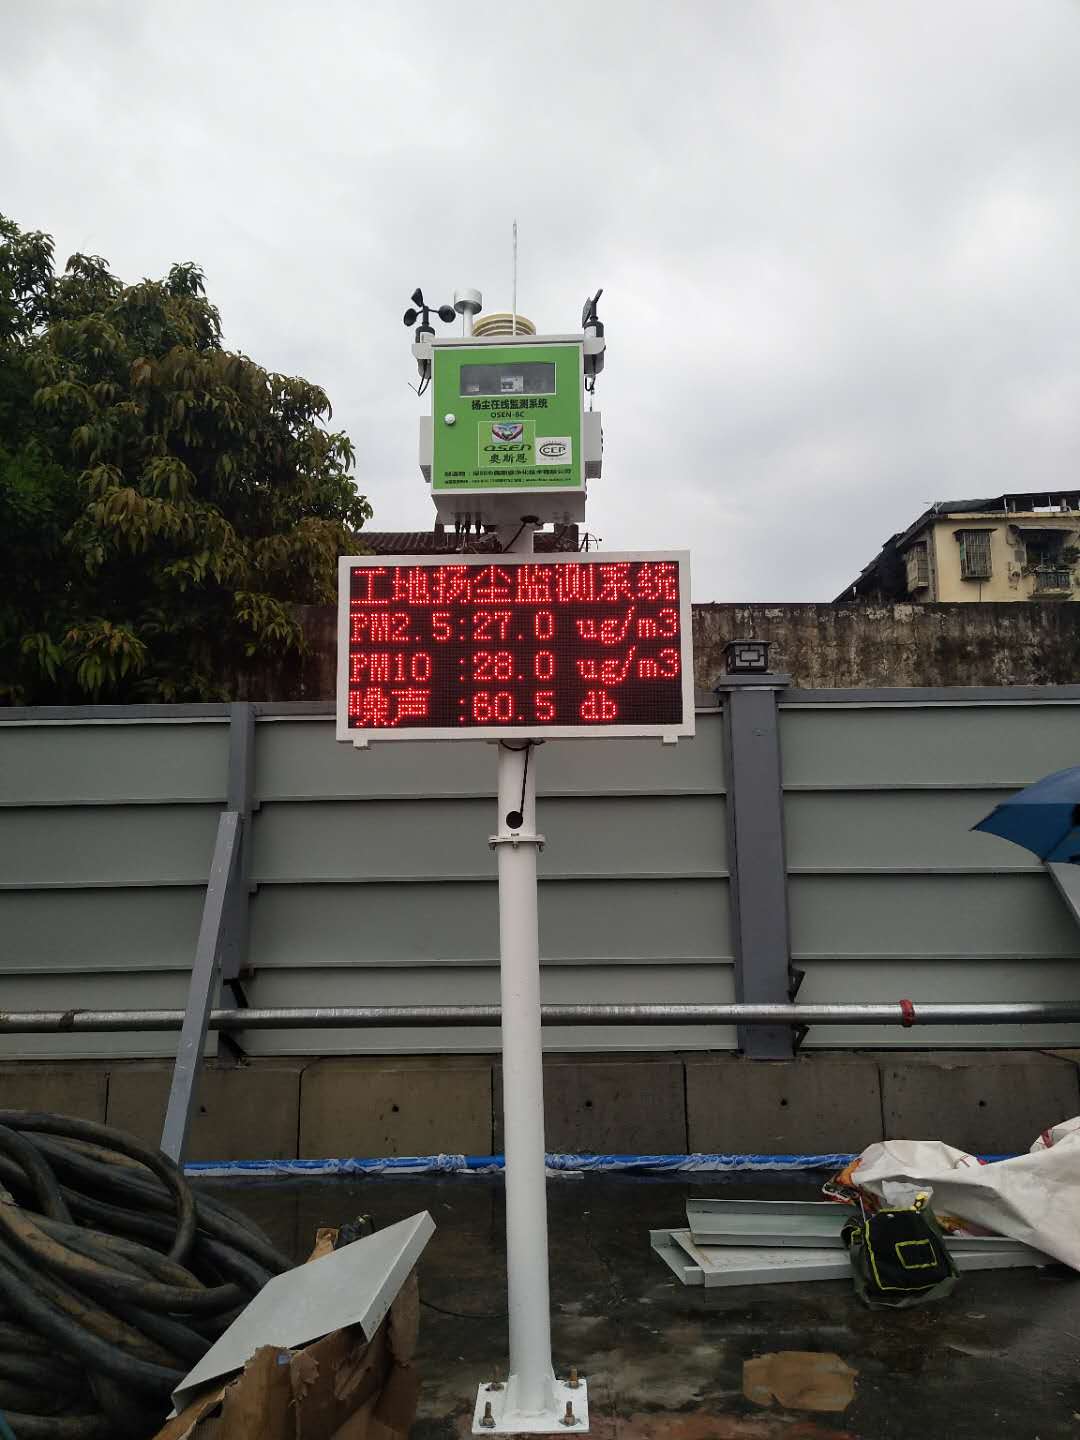 扬尘在线监测系统
OSEN-6C
OSEN
奥斯恩
CEP
工地扬尘监测系统
PM2.5:27.0 ug/m3
PM10 :28.0 ug/m3
噪声 :60.5 db